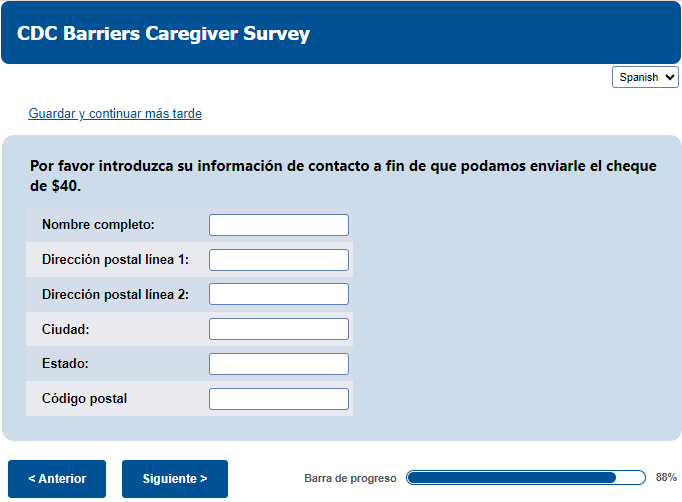 CDC Barriers Caregiver Survey
Spanish
Guardar y continuar más tarde
Por favor introduzca su información de contacto a fin de que podamos enviarle el cheque
de $40.
Nombre completo:
Dirección postal línea 1:
Dirección postal línea 2:
Ciudad:
Estado:
Código postal
< Anterior
Siguiente >
Barra de progreso
88%